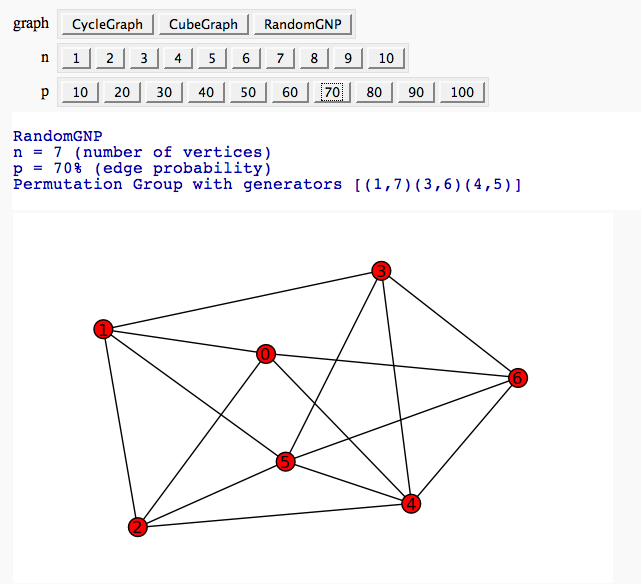 graph CycleGraph CubeGraph RandomGNP
n 1 2 3 4 5 6 7 8 9 10
p 10 20 30 40 50 60 70 80 90 100
RandomGNP
n = 7 (number of vertices)
p = 70% (edge probability)
Permutation Group with generators [(1,7)(3,6)(4,5)]
3
1
0
6
5
4
2